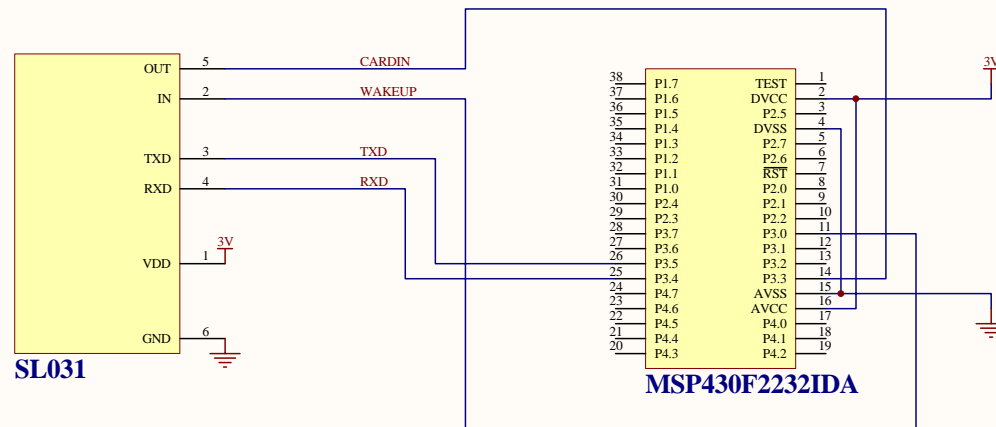 OUT 5 CARDIN
IN 2 WAKEUP
TXD 3 TXD
RXD 4 RXD
3V
VDD 1
GND 6
SL031
3V
38 P1.7 TEST 1
37 P1.6 DVCC 2
36 P1.5 P2.5 3
35 P1.4 DVSS 4
34 P1.3 P2.7 5
33 P1.2 P2.6 6
32 P1.1 RST 7
31 P1.0 P2.0 8
30 P2.4 P2.1 9
29 P2.3 P2.2 10
28 P3.7 P3.0 11
27 P3.6 P3.1 12
26 P3.5 P3.2 13
25 P3.4 P3.3 14
24 P4.7 AVSS 15
23 P4.6 AVCC 16
22 P4.5 P4.0 17
21 P4.4 P4.1 18
20 P4.3 P4.2 19
MSP430F2232IDA